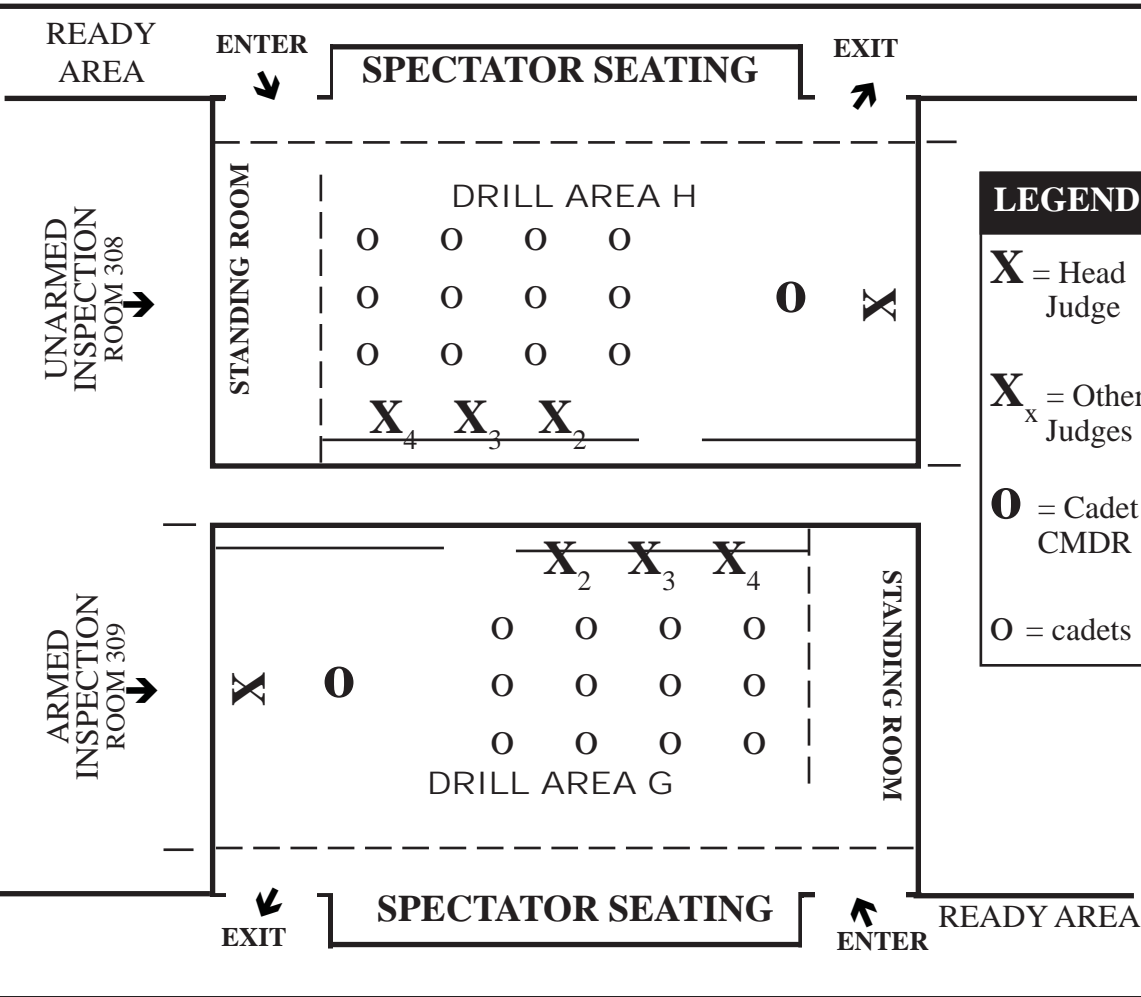 READY
AREA
ENTER
SPECTATOR SEATING
EXIT
UNARMED
INSPECTION
ROOM 308
STANDING ROOM
DRILL AREA H
O O O O
O O O O
O X
O O O O
X4 X3 X2
LEGEND
X = Head
Judge
Xx = Other
Judges
O = Cadet
CMDR
O = cadets
ARMED
INSPECTION
ROOM 309
X2 X3 X4
O O O O
X O
O O O O
O O O O
DRILL AREA G
STANDING ROOM
EXIT
SPECTATOR SEATING
ENTER
READY AREA